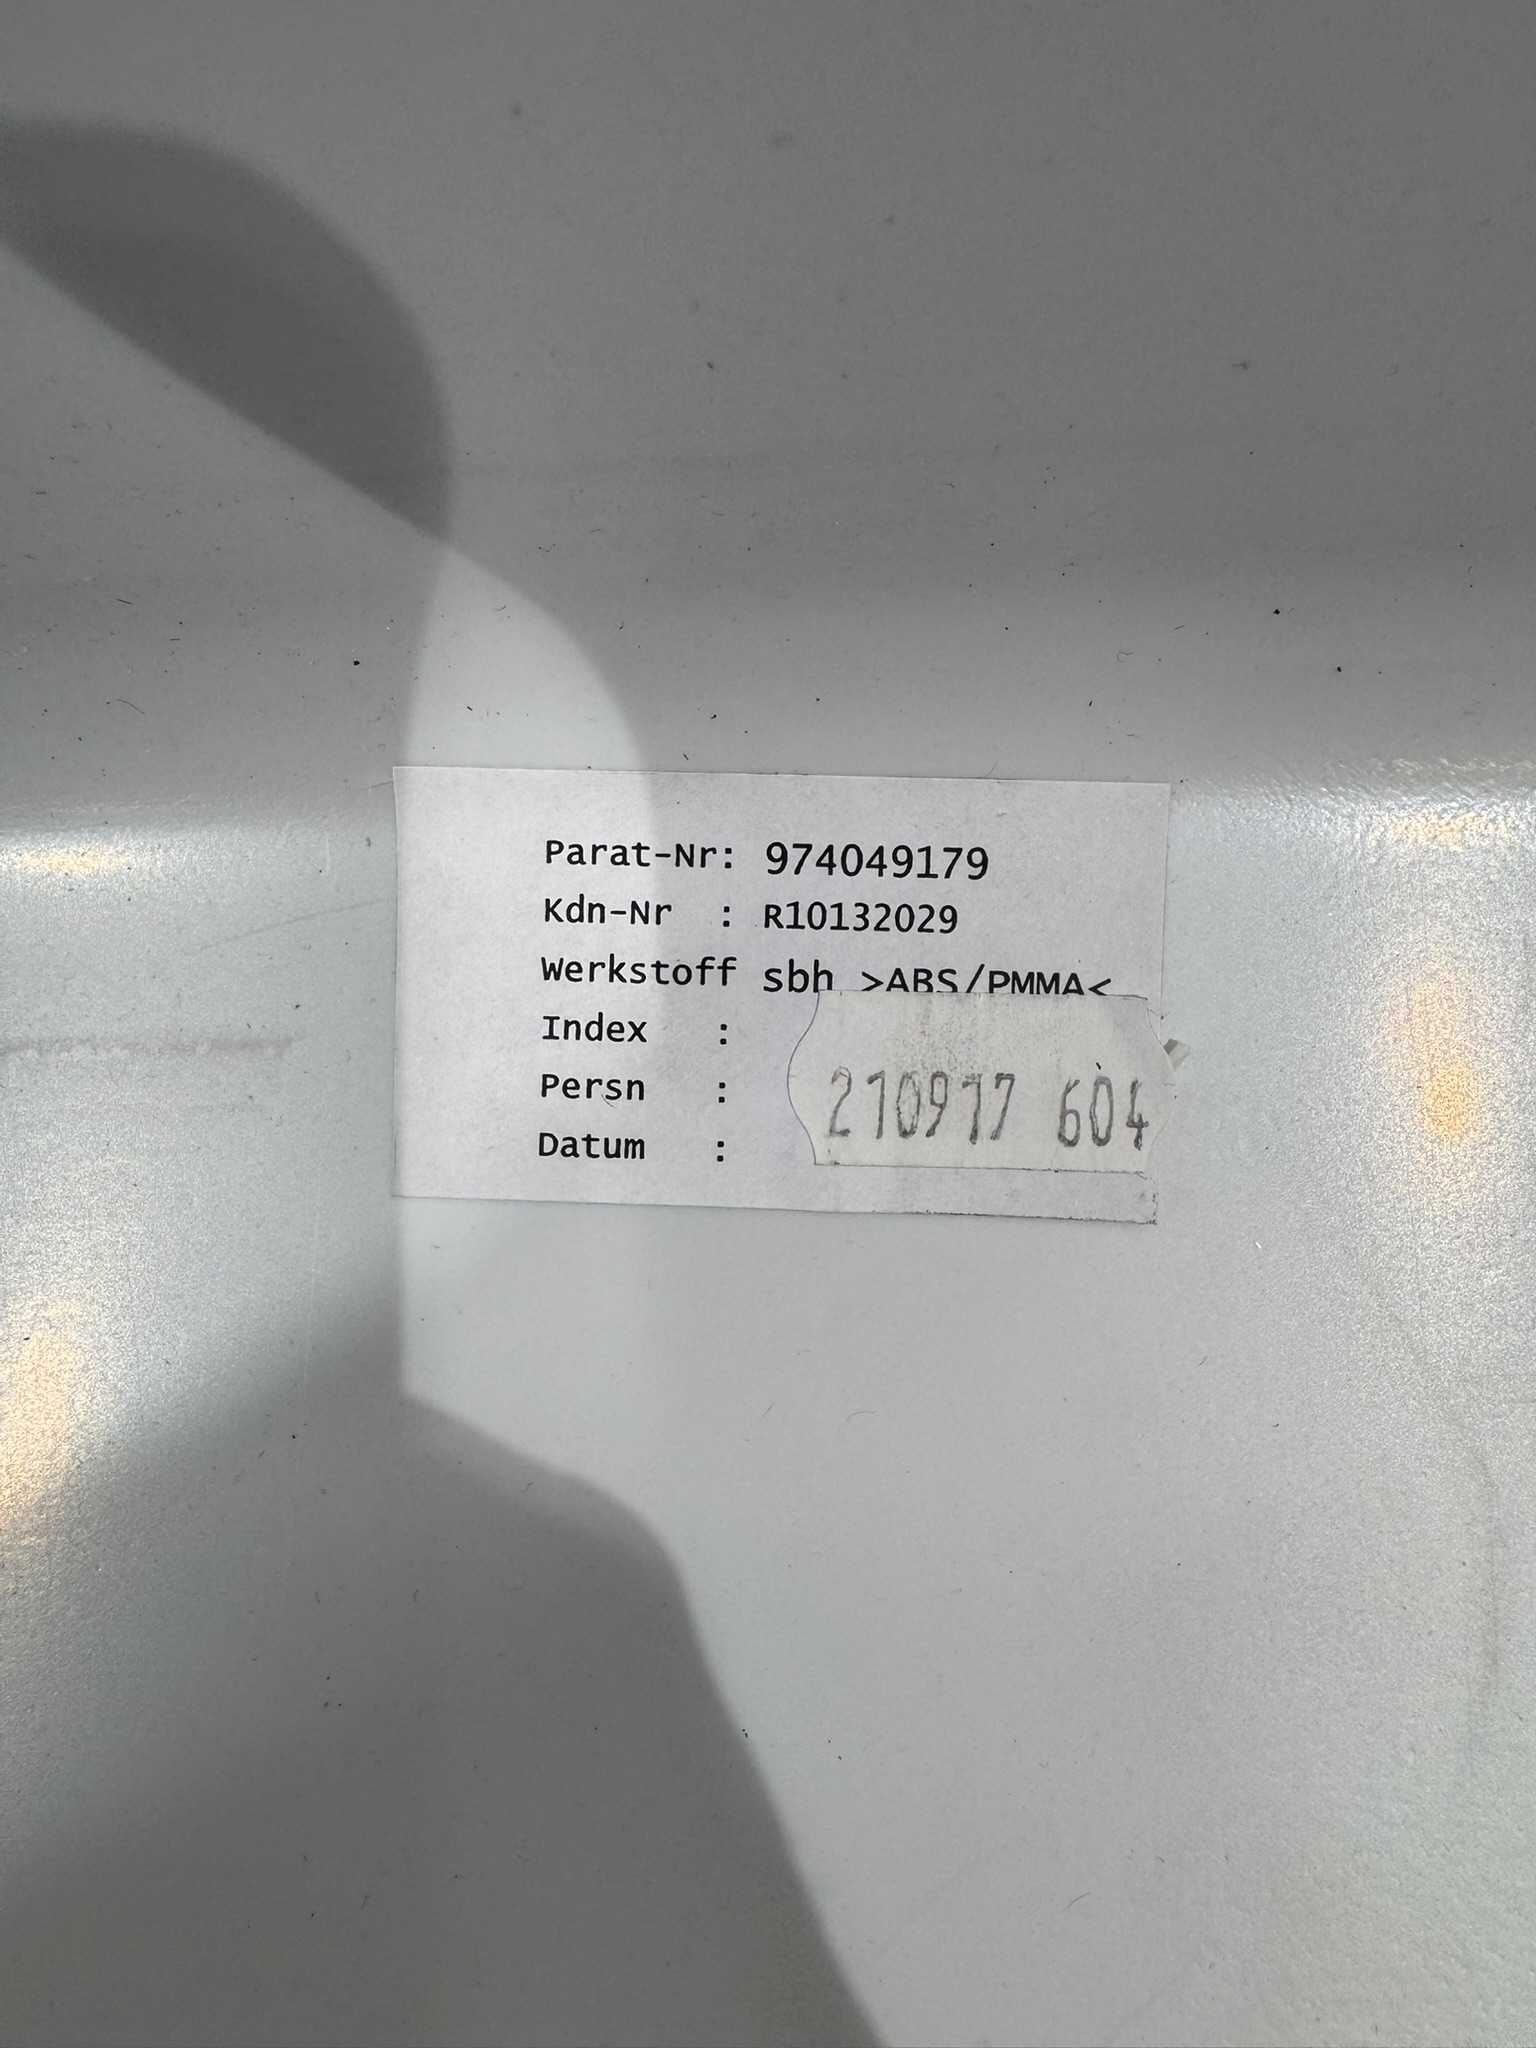 Parat-Nr: 974049179
Kdn-Nr : R10132029
Werkstoff sbh >ABS/PMMA<
Index :
Persn :
Datum :
210917 604